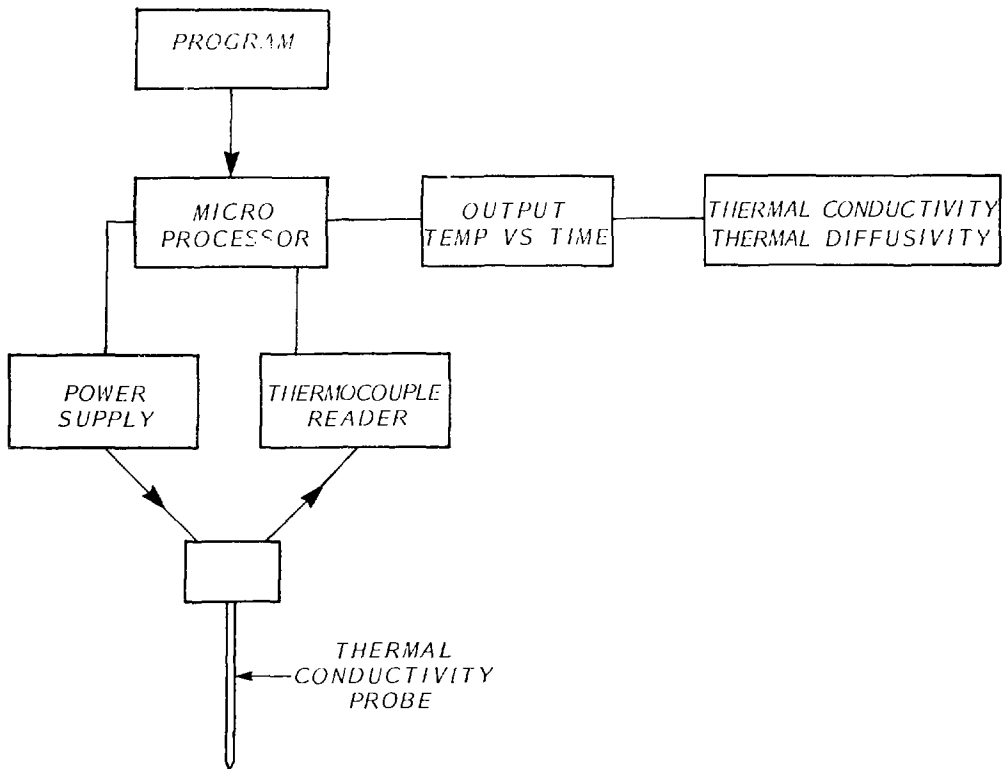 PROGRAM
MICRO
PROCESSOR
OUTPUT
TEMP VS TIME
THERMAL CONDUCTIVITY
THERMAL DIFFUSIVITY
POWER
SUPPLY
THERMOCOUPLE
READER
THERMAL
CONDUCTIVITY
PROBE